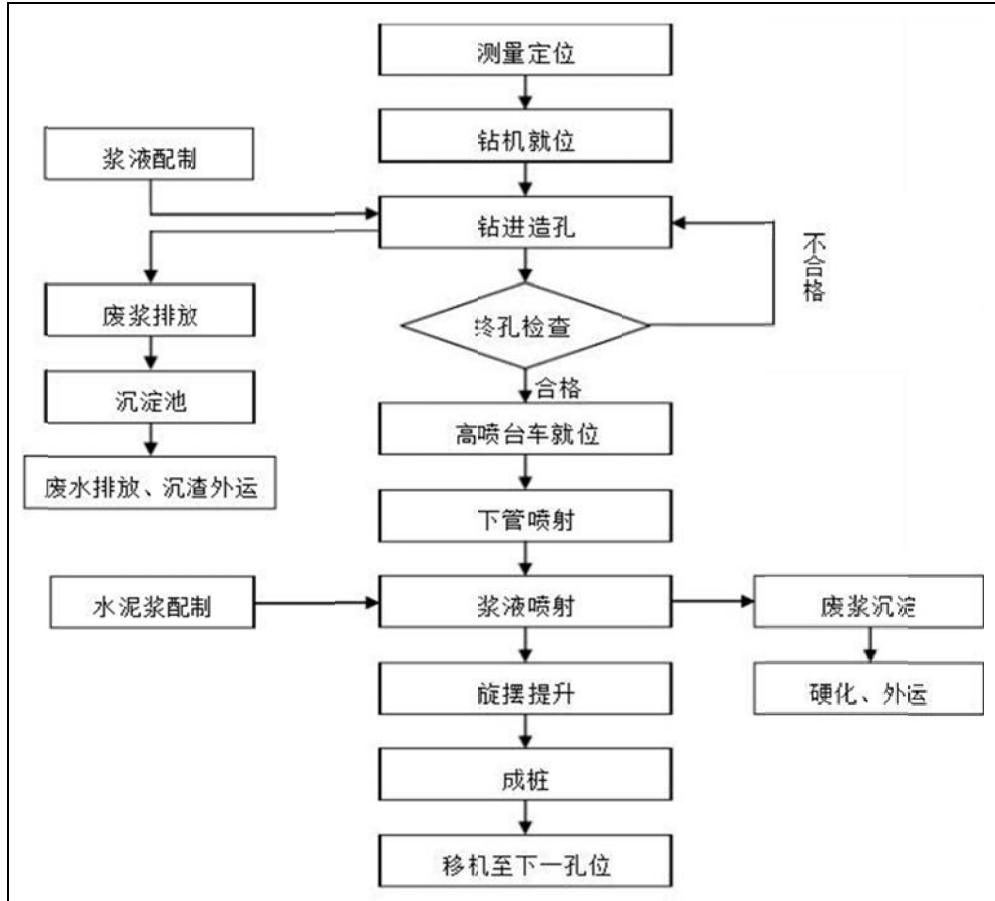 测量定位
钻机就位
浆液配制
钻进造孔
不合格
废浆排放
终孔检查
合格
沉淀池
高喷台车就位
废水排放、沉渣外运
下管喷射
水泥浆配制
浆液喷射
废浆沉淀
旋摆提升
硬化、外运
成桩
移机至下一孔位